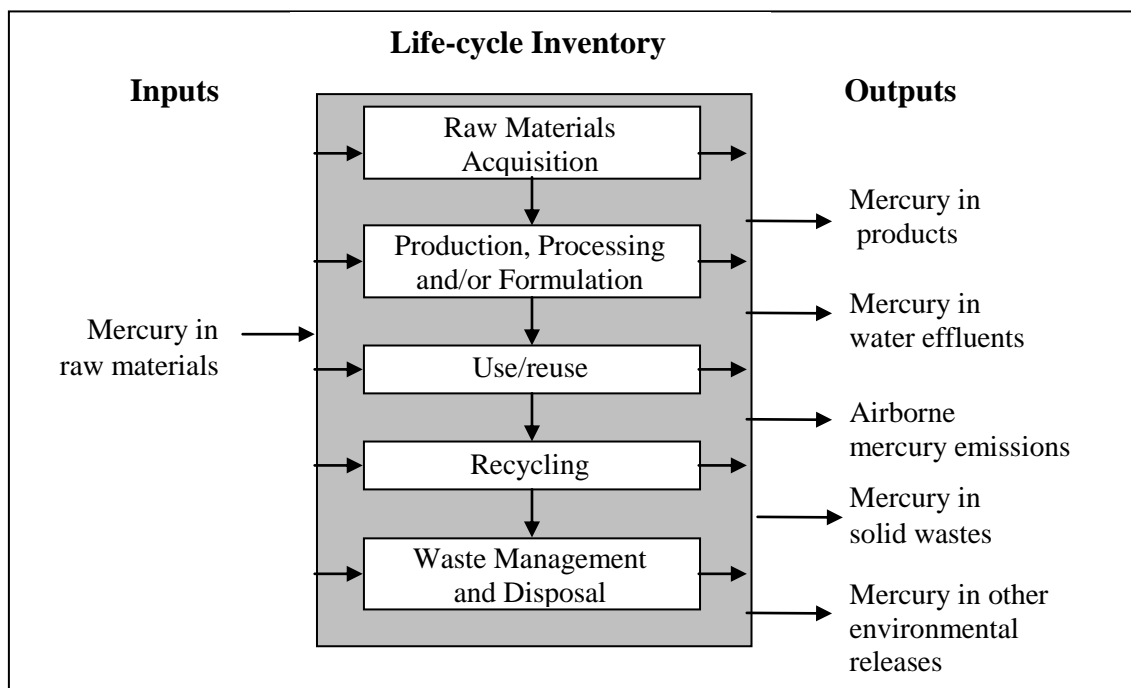 Life-cycle Inventory
Inputs
Outputs
Raw Materials
Acquisition
Production, Processing
and/or Formulation
Use/reuse
Recycling
Waste Management
and Disposal
Mercury in
raw materials
Mercury in
products
Mercury in
water effluents
Airborne
mercury emissions
Mercury in
solid wastes
Mercury in other
environmental
releases